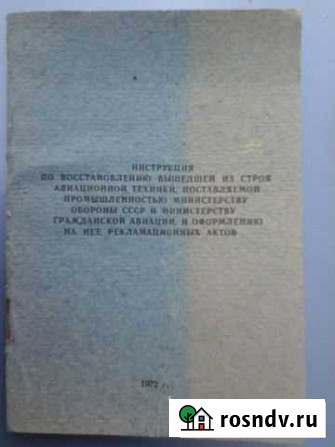 ИНСТРУКЦИЯ
ПО ВОССТАНОВЛЕНИЮ ВЫШЕДШЕЙ ИЗ СТРОЯ
АВИАЦИОННОЙ ТЕХНИКИ, ПОСТАВЛЯЕМОЙ
ПРОМЫШЛЕННОСТЬЮ МИНИСТЕРСТВУ
ОБОРОНЫ СССР И МИНИСТЕРСТВУ
ГРАЖДАНСКОЙ АВИАЦИИ, И ОФОРМЛЕНИЮ
НА НЕЕ РЕКЛАМАЦИОННЫХ АКТОВ
1972 г.
rosndv.ru